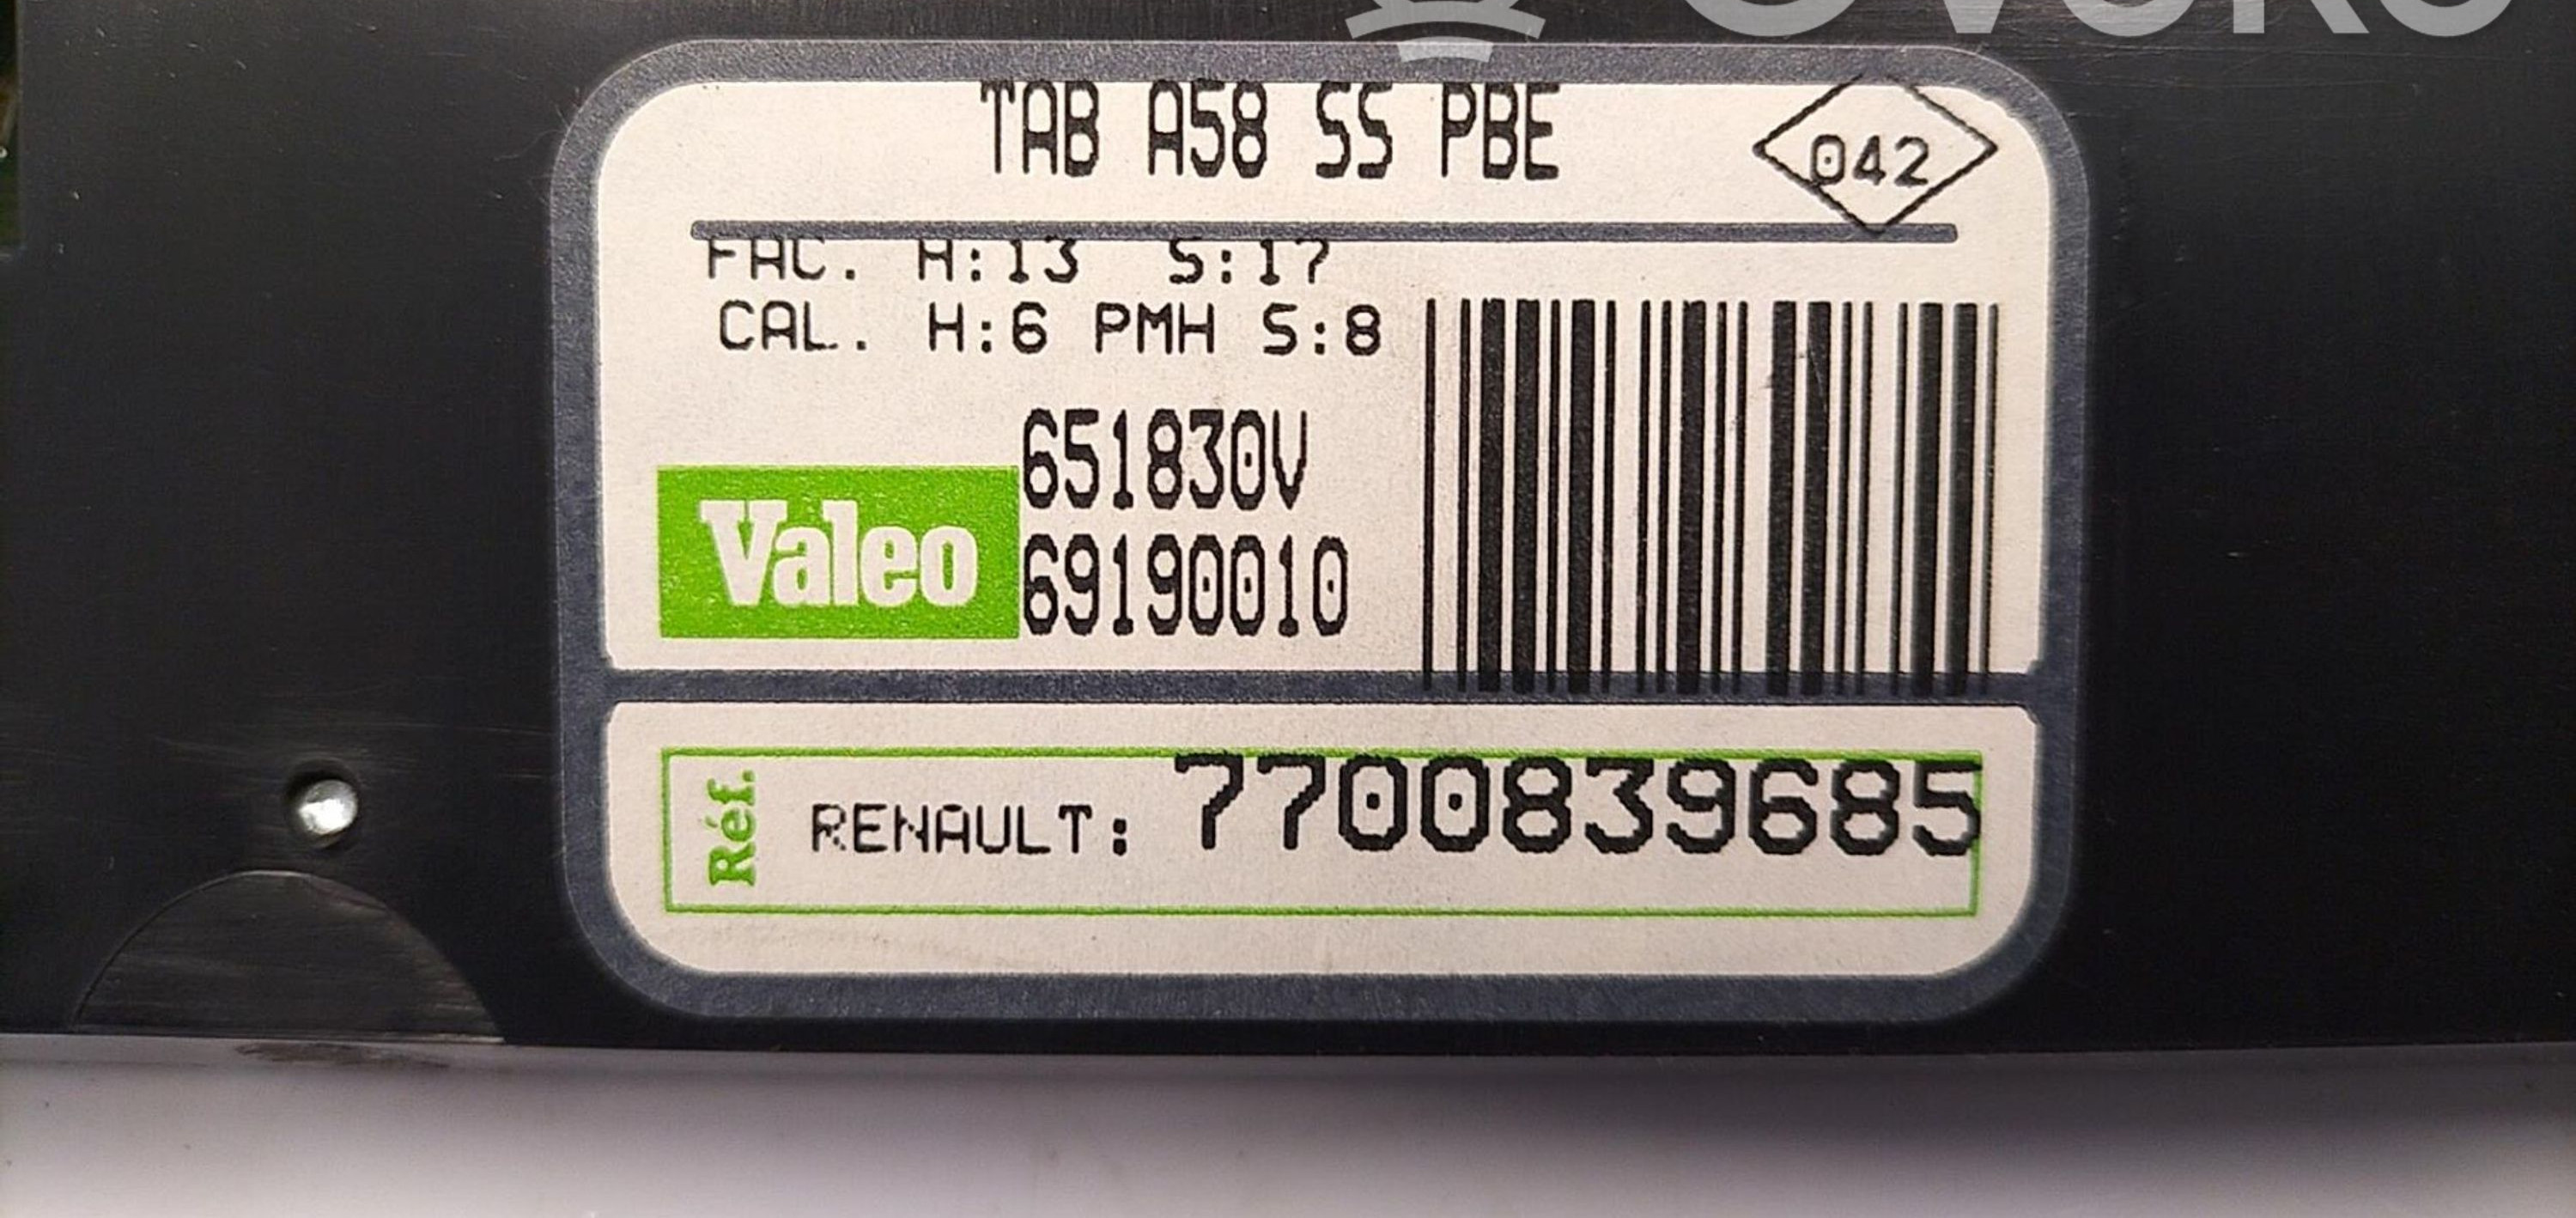 TAB A58 SS PBE
042
FAC. H:13 S:17
CAL. H:6 PMH S:8
651830V
Valeo
69190010
Réf.
RENAULT: 7700839685